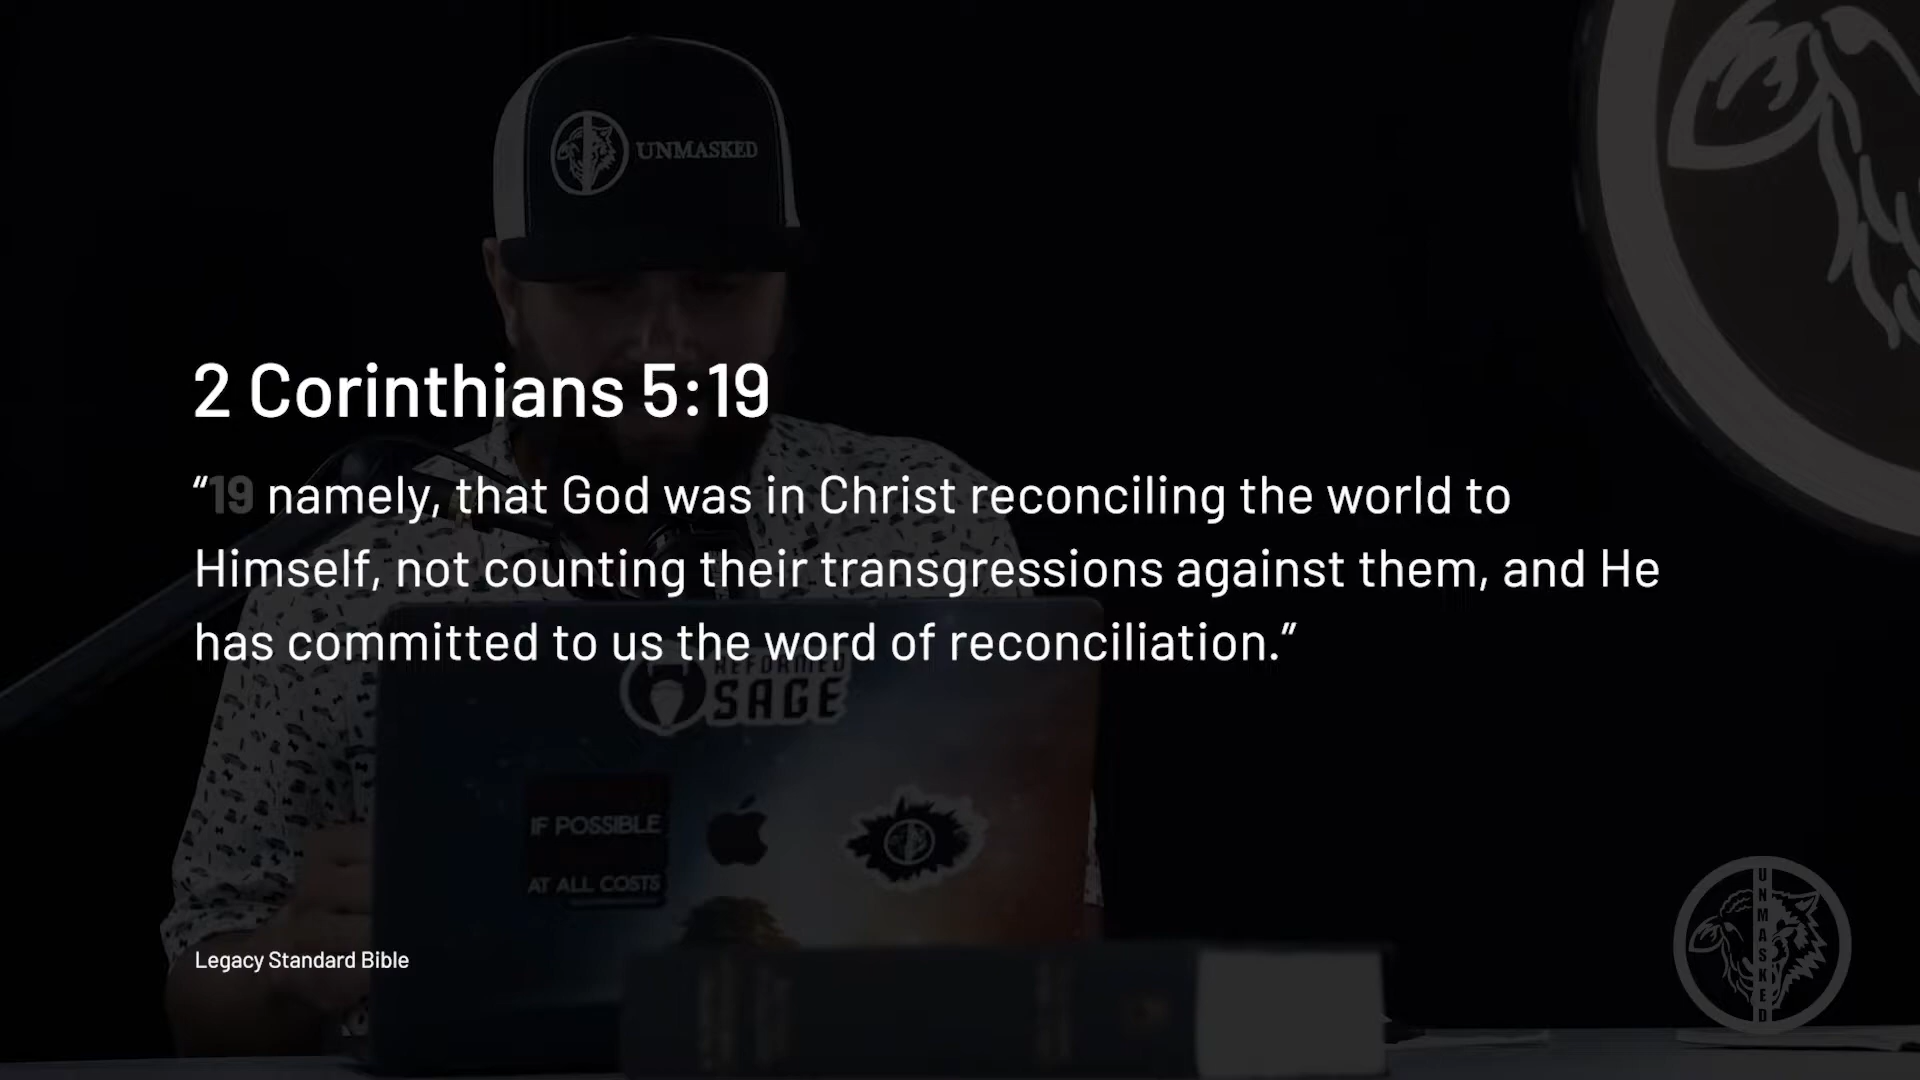 UNMASKED
2 Corinthians 5:19
“19 namely, that God was in Christ reconciling the world to
Himself, not counting their transgressions against them, and He
has committed to us the word of reconciliation.”
REFORMED
SAGE
IF POSSIBLE
AT ALL COSTS
Legacy Standard Bible
UNMASKED